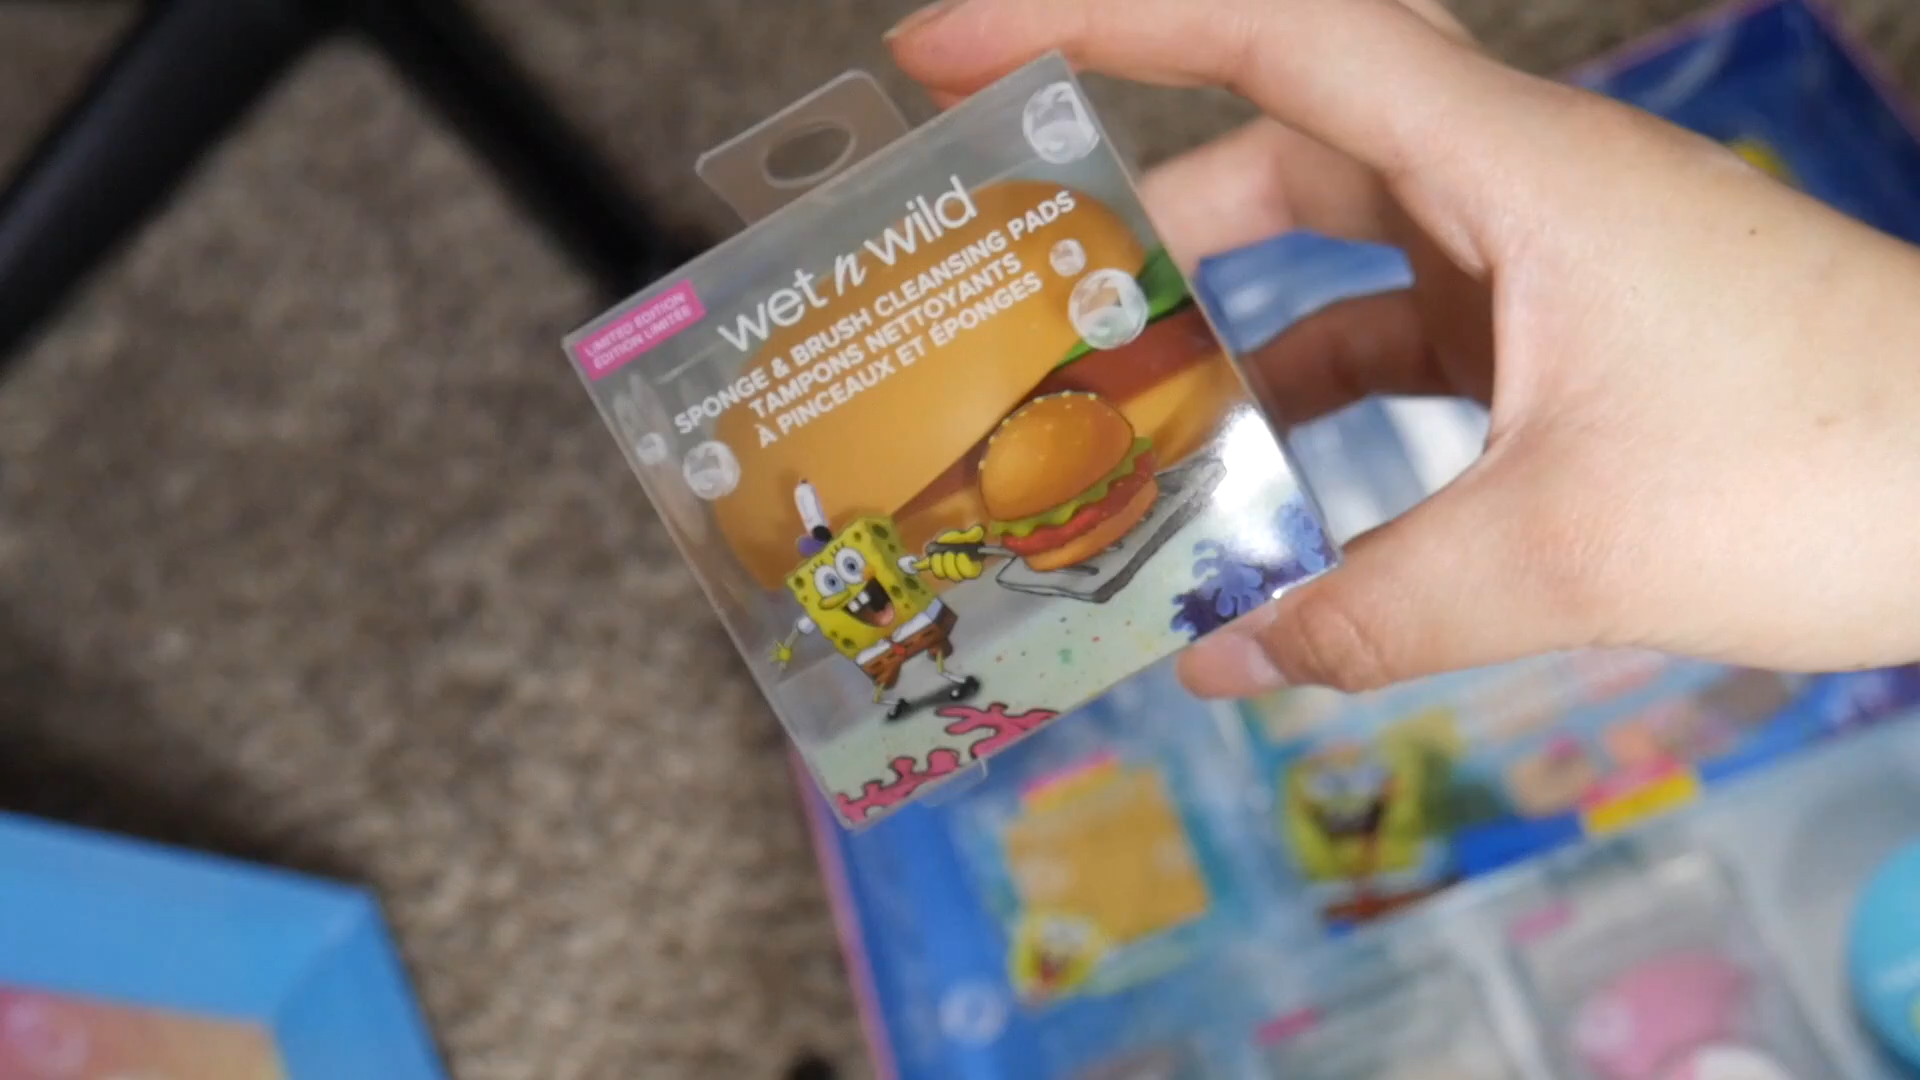 wet n wild
LIMITED EDITION
ÉDITION LIMITÉE
SPONGE & BRUSH CLEANSING PADS
TAMPONS NETTOYANTS
À PINCEAUX ET ÉPONGES